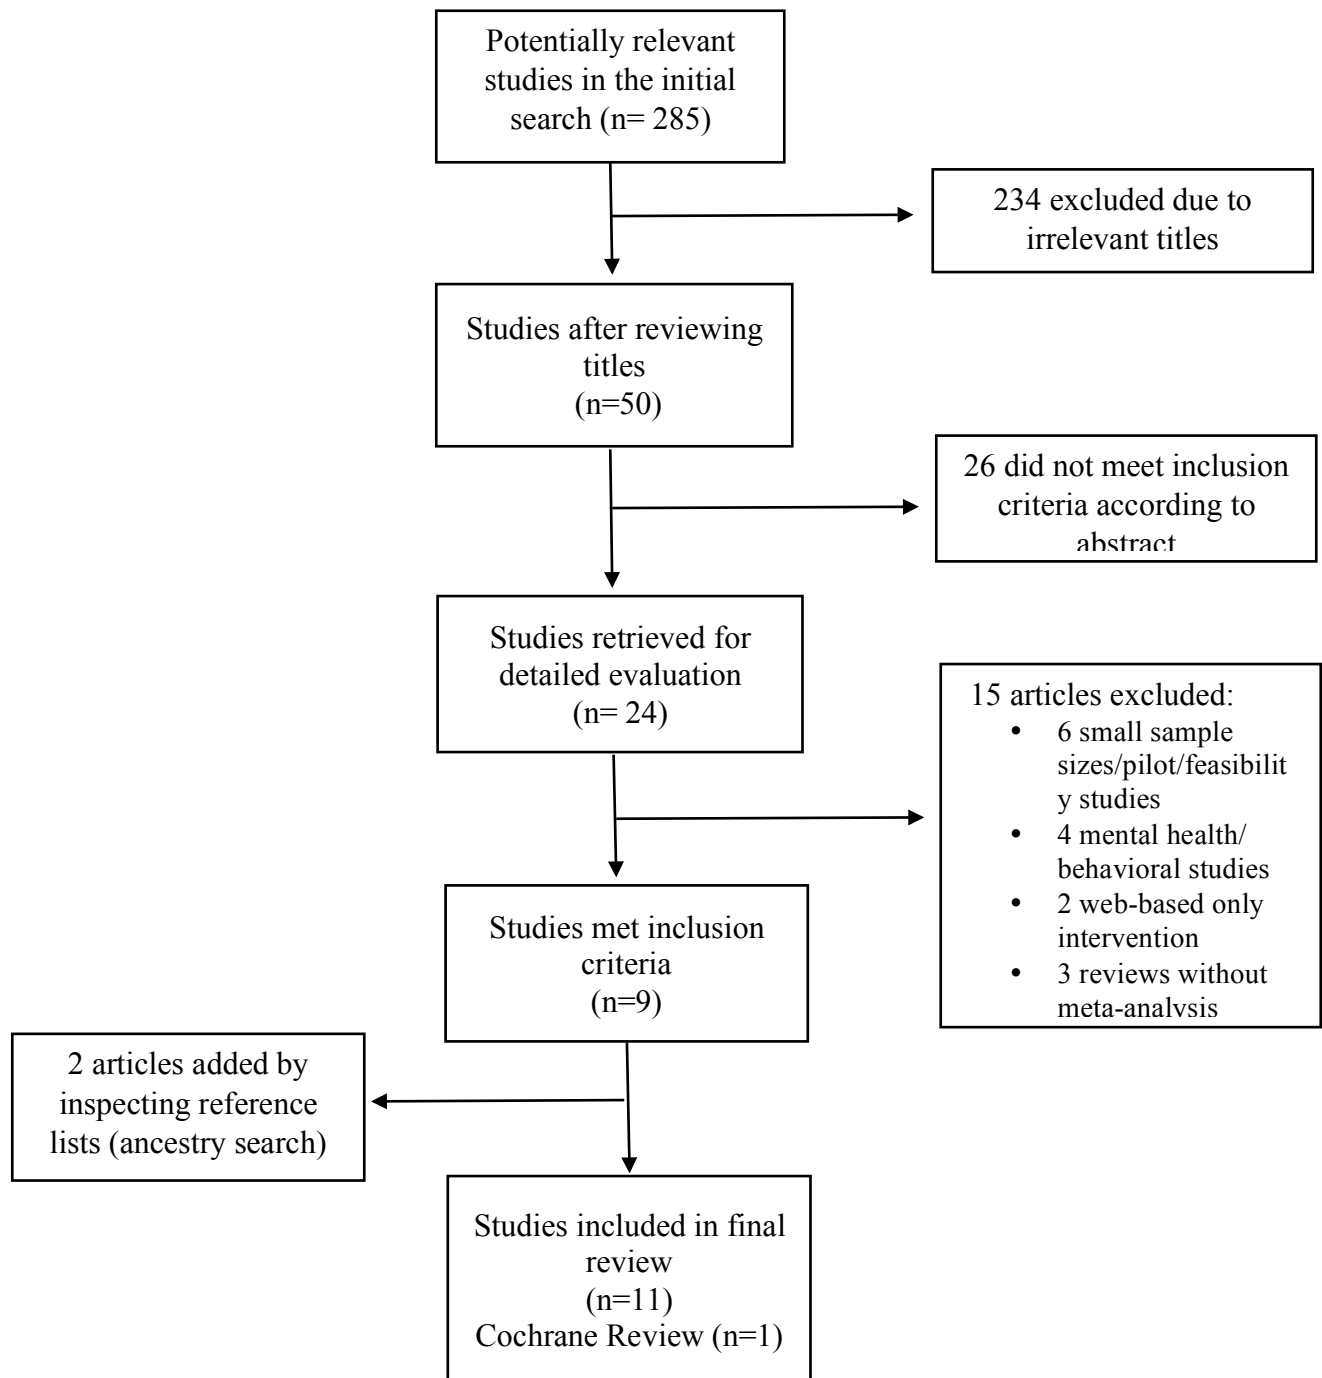 Potentially relevant
studies in the initial
search (n= 285)
234 excluded due to
irrelevant titles
Studies after reviewing
titles
(n=50)
26 did not meet inclusion
criteria according to
abstract
Studies retrieved for
detailed evaluation
(n= 24)
15 articles excluded:
• 6 small sample
sizes/pilot/feasibilit
y studies
• 4 mental health/
behavioral studies
• 2 web-based only
intervention
• 3 reviews without
meta-analysis
Studies met inclusion
criteria
(n=9)
2 articles added by
inspecting reference
lists (ancestry search)
Studies included in final
review
(n=11)
Cochrane Review (n=1)